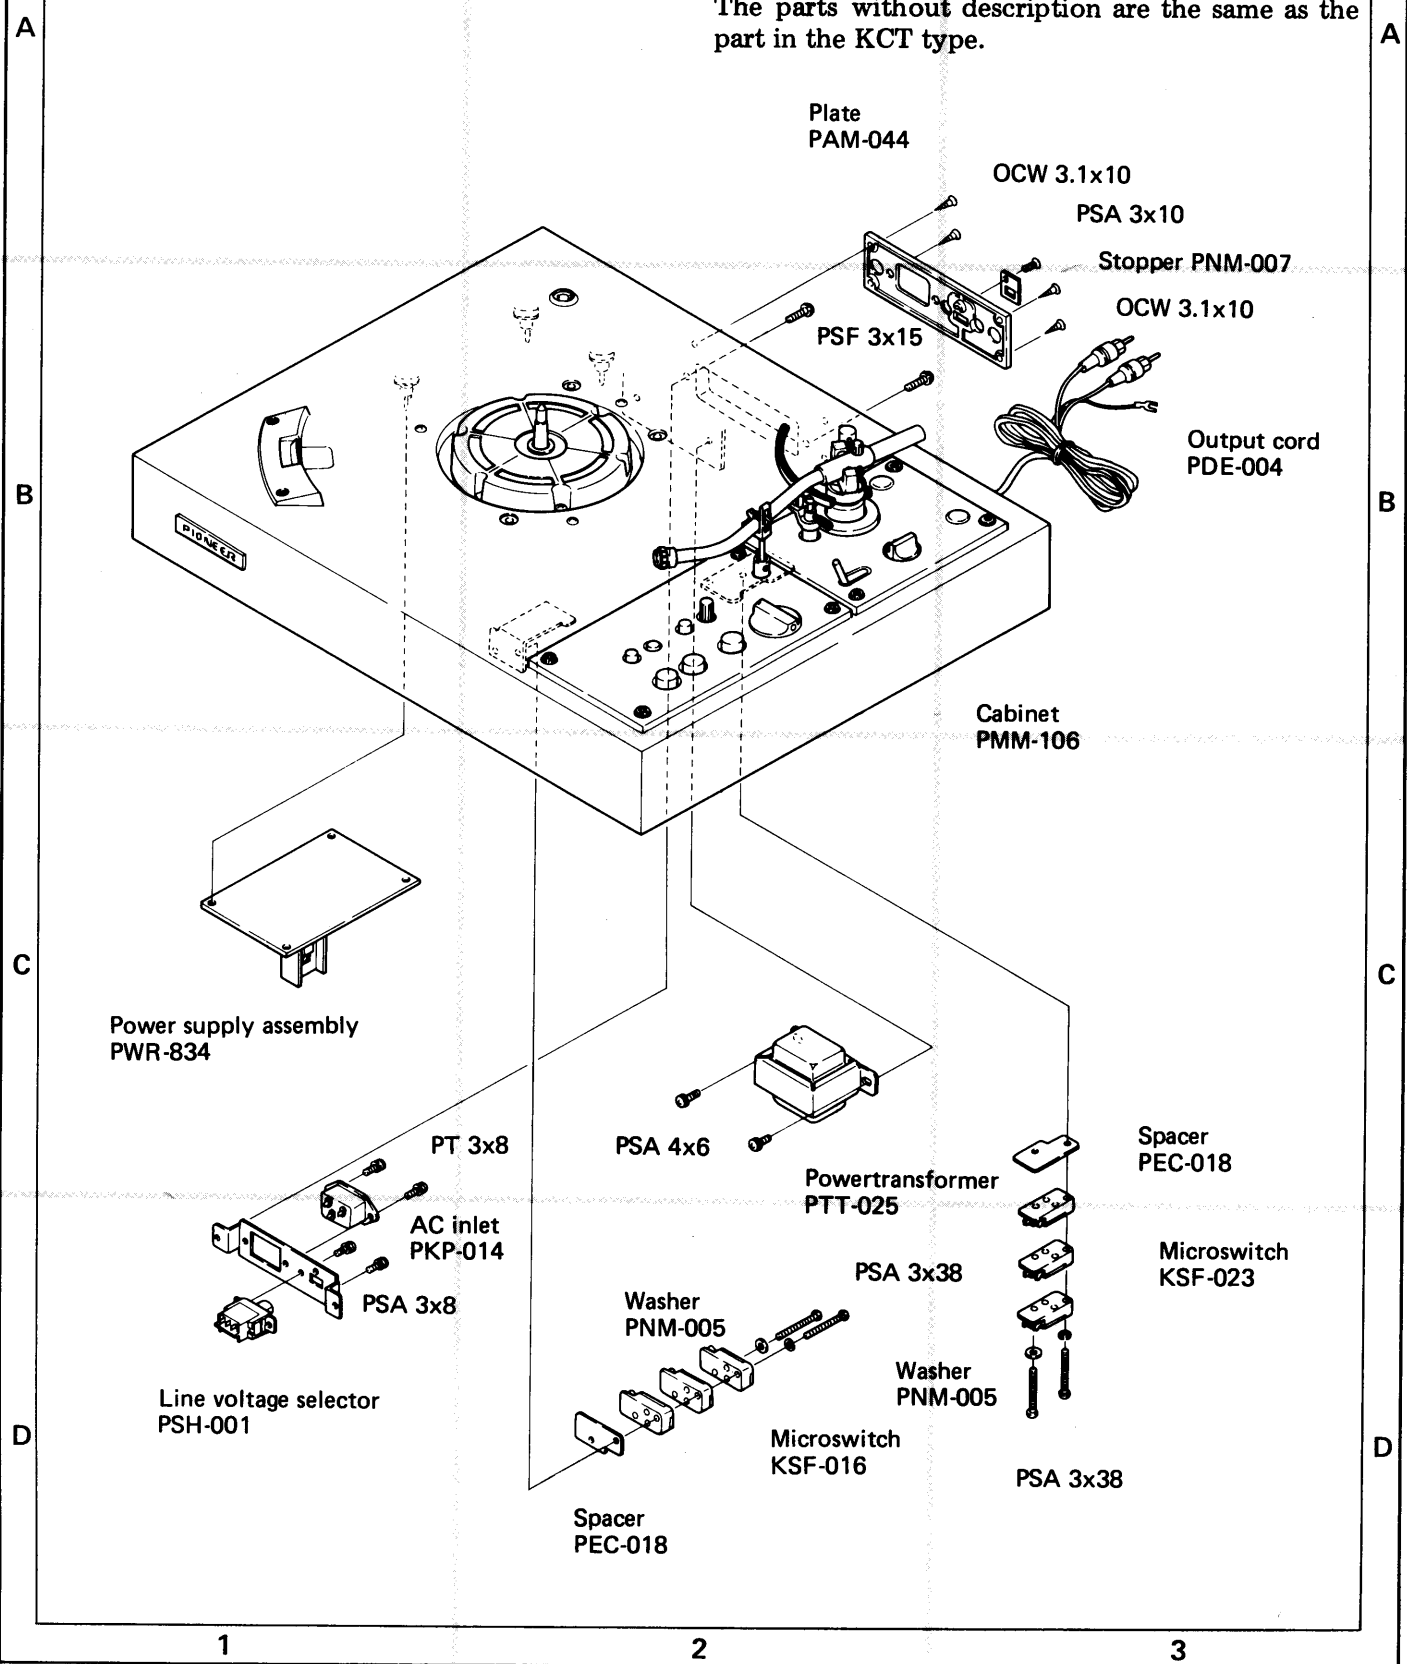 The parts without description are the same as the
part in the KCT type.
A
A
Plate
PAM-044
OCW 3.1x10
PSA 3x10
Stopper PNM-007
OCW 3.1x10
PSF 3x15
Output cord
PDE-004
B
B
PIONEER
Cabinet
PMM-106
C
C
Power supply assembly
PWR-834
PT 3x8
PSA 4x6
Spacer
PEC-018
Powertransformer
PTT-025
AC inlet
PKP-014
Microswitch
KSF-023
PSA 3x38
PSA 3x8
Washer
PNM-005
Washer
PNM-005
Line voltage selector
PSH-001
D
D
Microswitch
KSF-016
PSA 3x38
Spacer
PEC-018
1
2
3